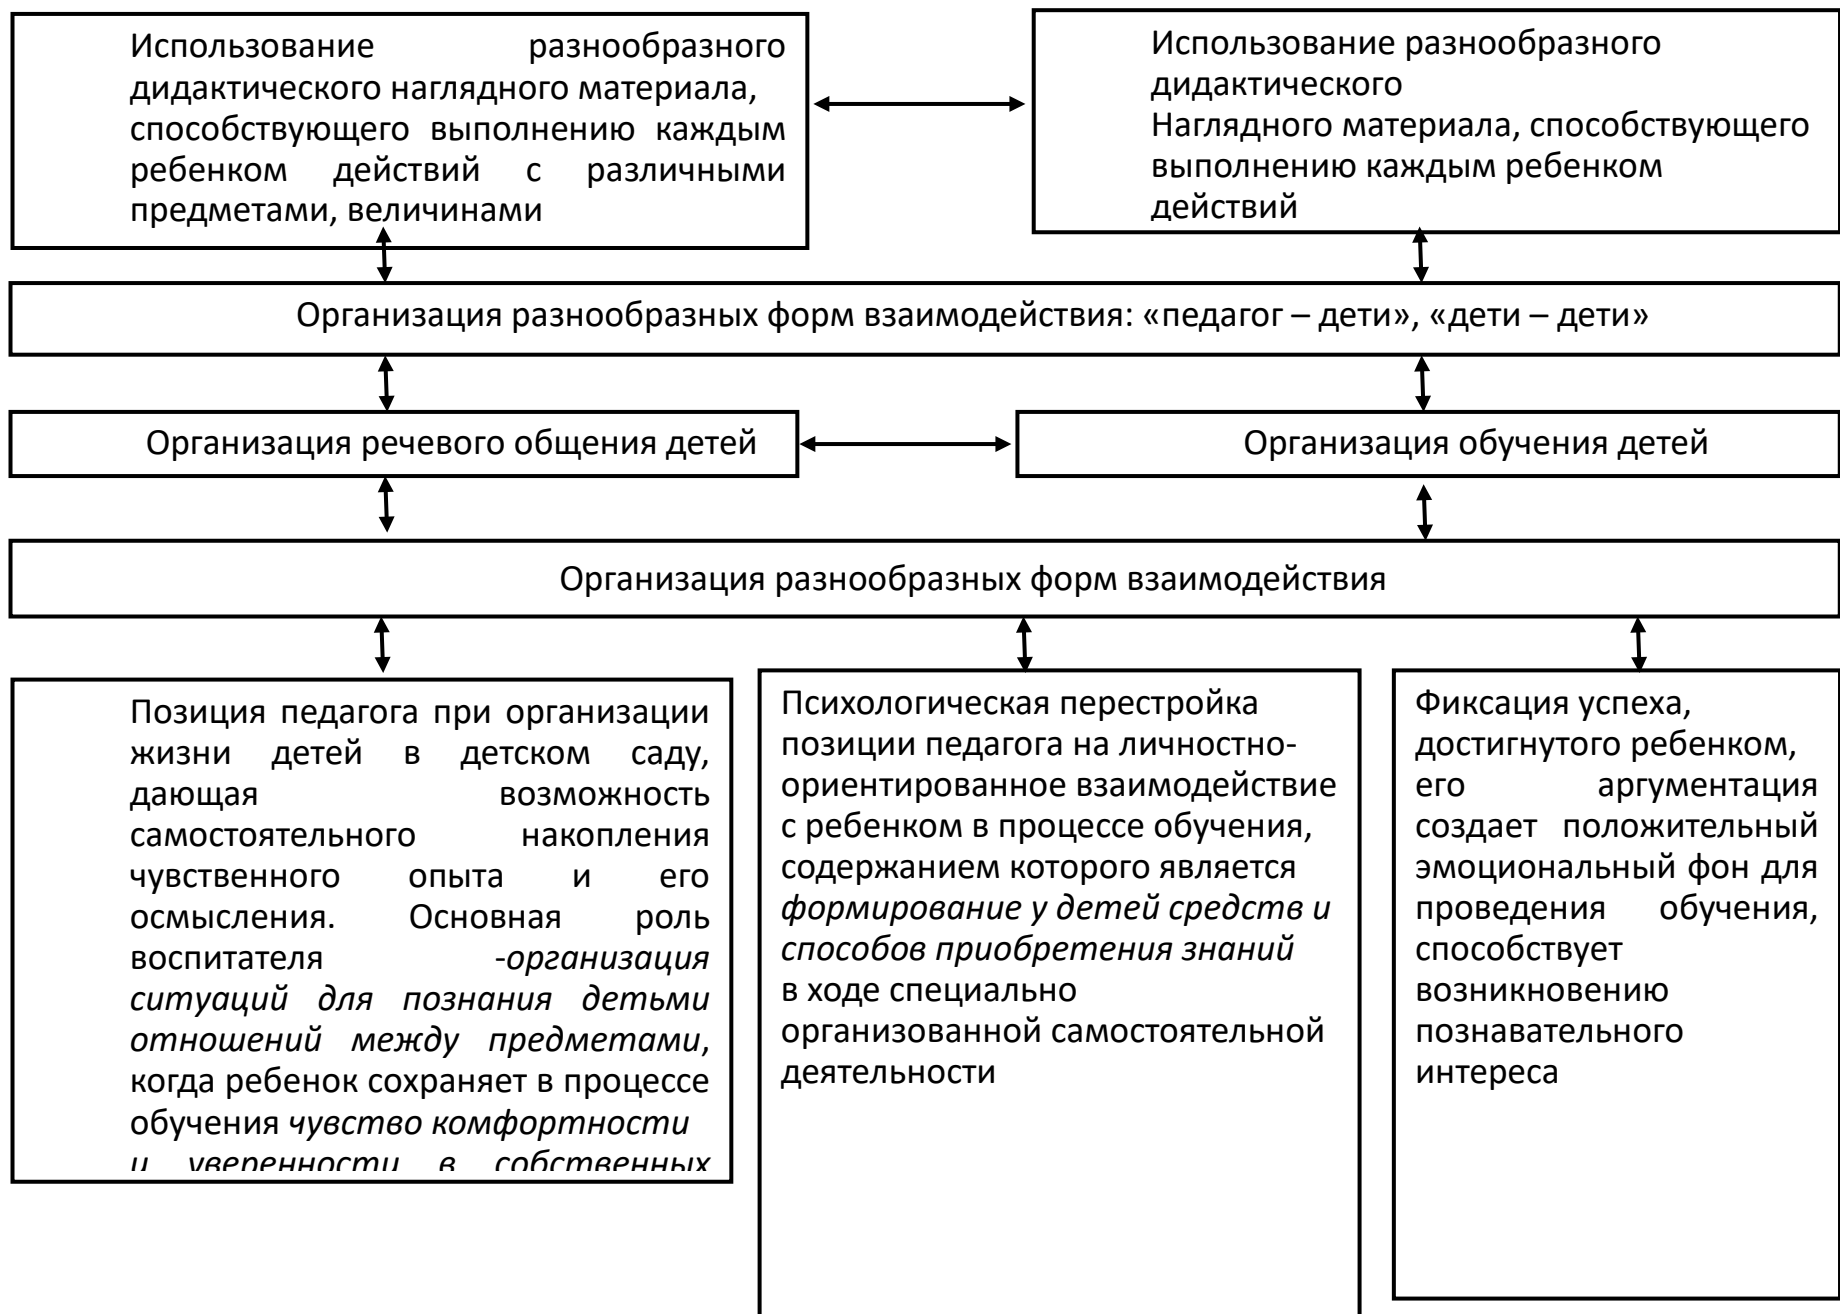 Использование разнообразного
дидактического наглядного материала,
способствующего выполнению каждым
ребенком действий с различными
предметами, величинами
Использование разнообразного
дидактического
Наглядного материала, способствующего
выполнению каждым ребенком
действий
Организация разнообразных форм взаимодействия: «педагог – дети», «дети – дети»
Организация речевого общения детей
Организация обучения детей
Организация разнообразных форм взаимодействия
Позиция педагога при организации
жизни детей в детском саду,
дающая возможность
самостоятельного накопления
чувственного опыта и его
осмысления. Основная роль
воспитателя -организация
ситуаций для познания детьми
отношений между предметами,
когда ребенок сохраняет в процессе
обучения чувство комфортности
и уверенности в собственных
Психологическая перестройка
позиции педагога на личностно-
ориентированное взаимодействие
с ребенком в процессе обучения,
содержанием которого является
формирование у детей средств и
способов приобретения знаний
в ходе специально
организованной самостоятельной
деятельности
Фиксация успеха,
достигнутого ребенком,
его аргументация
создает положительный
эмоциональный фон для
проведения обучения,
способствует
возникновению
познавательного
интереса